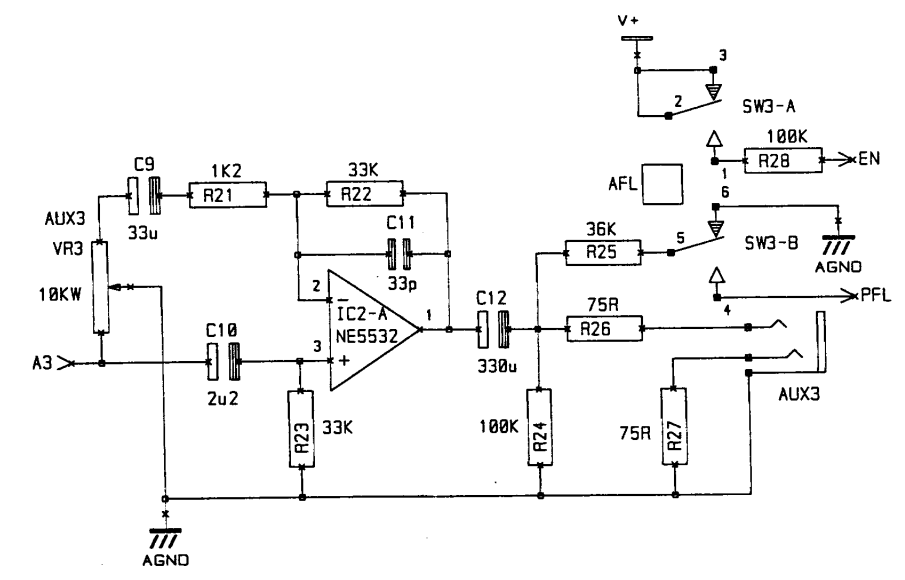 V+
3
2
SW3-A
C9
1K2
33K
100K
R21
R22
R28
EN
1
AFL
6
AUX3
33u
C11
VR3
36K
5
SW3-B
R25
33p
AGND
10KW
2
IC2-A
C12
75R
4
PFL
C10
NE5532
1
R26
3
A3
2u2
330u
AUX3
R23
33K
100K
R24
75R
R27
AGND